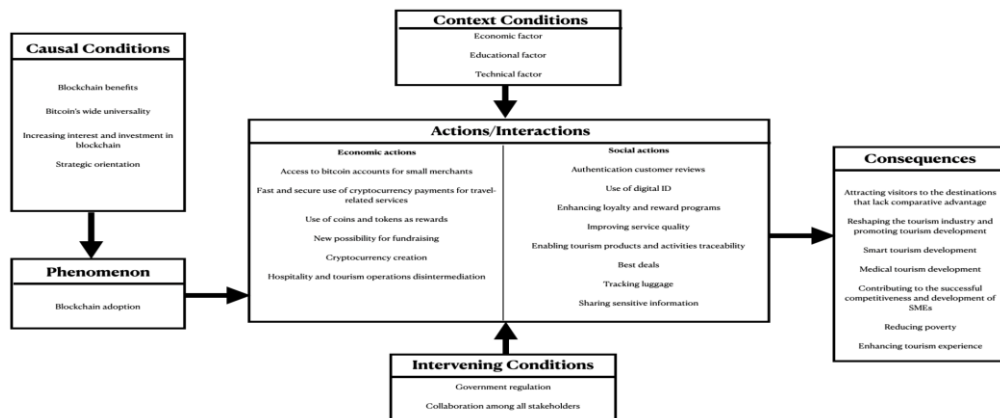 Context Conditions
Economic factor
Educational factor
Technical factor
Causal Conditions
Blockchain benefits
Bitcoin's wide universality
Increasing interest and investment in
blockchain
Strategic orientation
Phenomenon
Blockchain adoption
Actions/Interactions
Economic actions
Access to bitcoin accounts for small merchants
Fast and secure use of cryptocurrency payments for travel-
related services
Use of coins and tokens as rewards
New possibility for fundraising
Cryptocurrency creation
Hospitality and tourism operations disintermediation
Social actions
Authentication customer reviews
Use of digital ID
Enhancing loyalty and reward programs
Improving service quality
Enabling tourism products and activities traceability
Best deals
Tracking luggage
Sharing sensitive information
Intervening Conditions
Government regulation
Collaboration among all stakeholders
Consequences
Attracting visitors to the destinations
that lack comparative advantage
Reshaping the tourism industry and
promoting tourism development
Smart tourism development
Medical tourism development
Contributing to the successful
competitiveness and development of
SMEs
Reducing poverty
Enhancing tourism experience